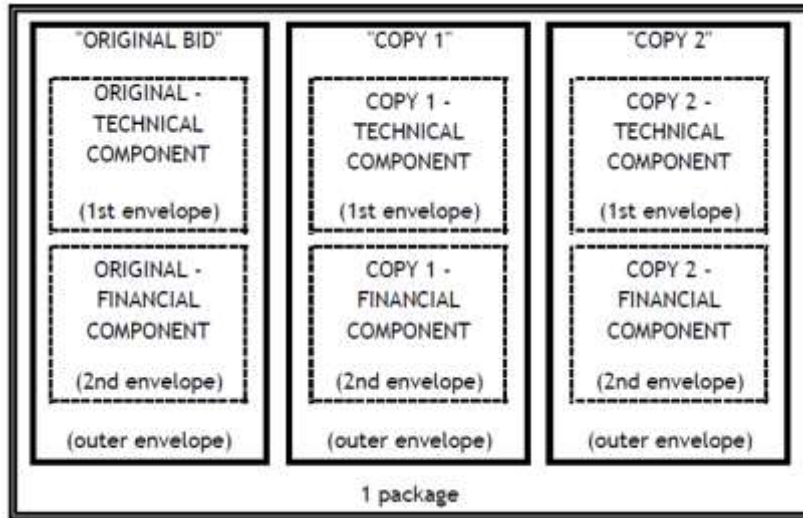 "ORIGINAL BID"
ORIGINAL -
TECHNICAL
COMPONENT
(1st envelope)
ORIGINAL -
FINANCIAL
COMPONENT
(2nd envelope)
(outer envelope)
"COPY 1"
COPY 1 -
TECHNICAL
COMPONENT
(1st envelope)
COPY 1 -
FINANCIAL
COMPONENT
(2nd envelope)
(outer envelope)
"COPY 2"
COPY 2 -
TECHNICAL
COMPONENT
(1st envelope)
COPY 2 -
FINANCIAL
COMPONENT
(2nd envelope)
(outer envelope)
1 package